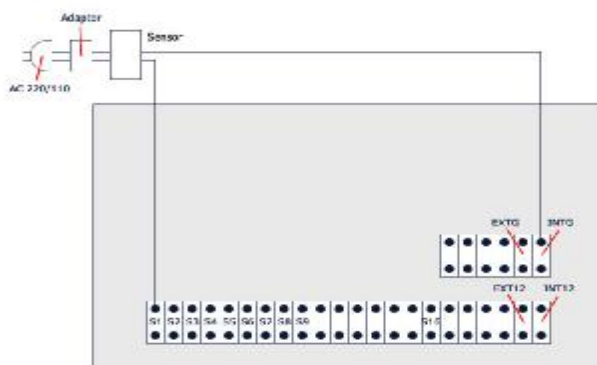 Adaptor
Sensor
AC 220/110
EXTG INTG
EXT12 INT12
S1 S2 S3 S4 S5 S6 S7 S8 S9 S16